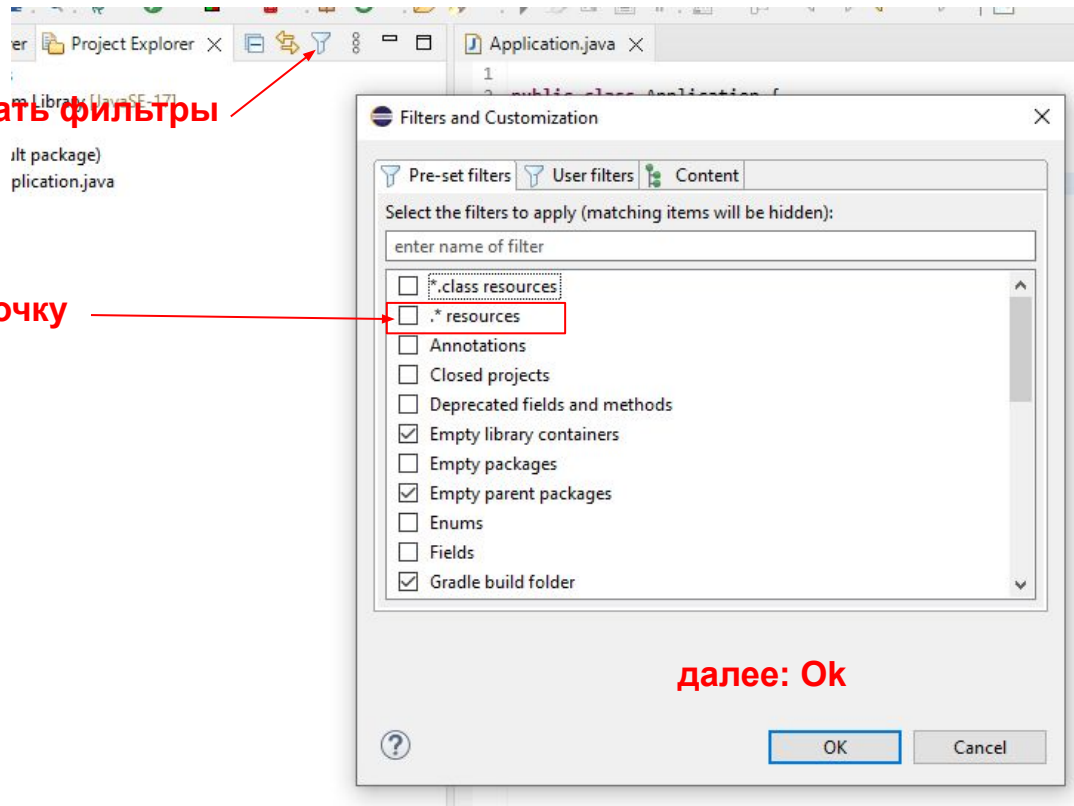 er Project Explorer Application.java
1
public class Application {
m Library [JavaSE-17]
ать фильтры
ult package)
plication.java
очку
Filters and Customization
Pre-set filters User filters Content
Select the filters to apply (matching items will be hidden):
enter name of filter
*.class resources
.* resources
Annotations
Closed projects
Deprecated fields and methods
Empty library containers
Empty packages
Empty parent packages
Enums
Fields
Gradle build folder
далее: Ok
OK Cancel